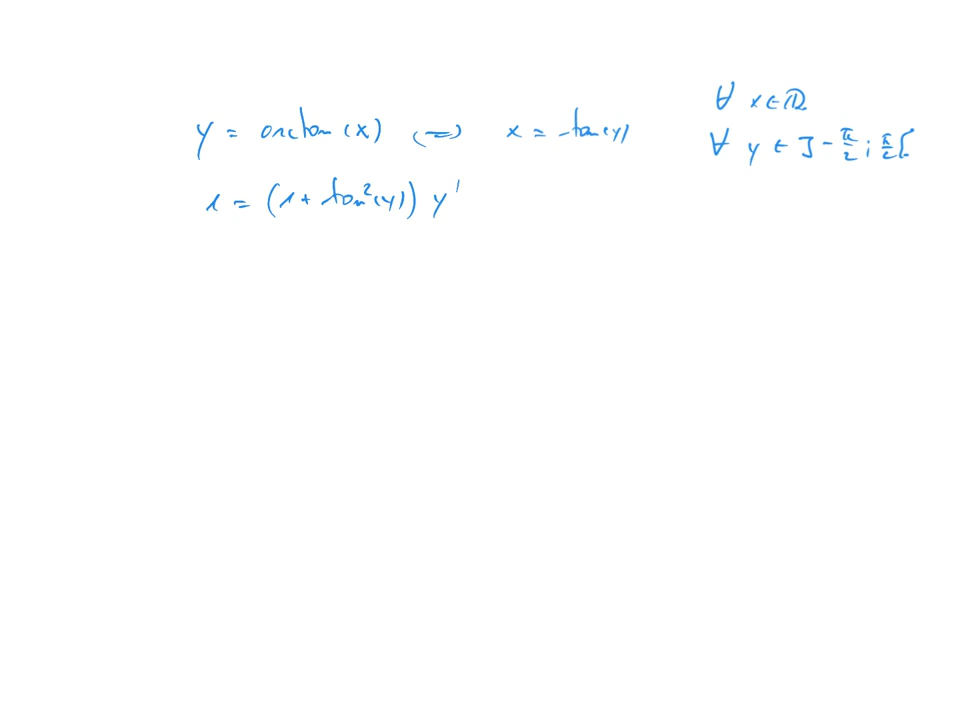 y = arctan(x) ⟺ x = tan(y) ∀ x ∈ ℝ
∀ y ∈ ]-π/2 ; π/2[
1 = (1 + tan²(y)) y'